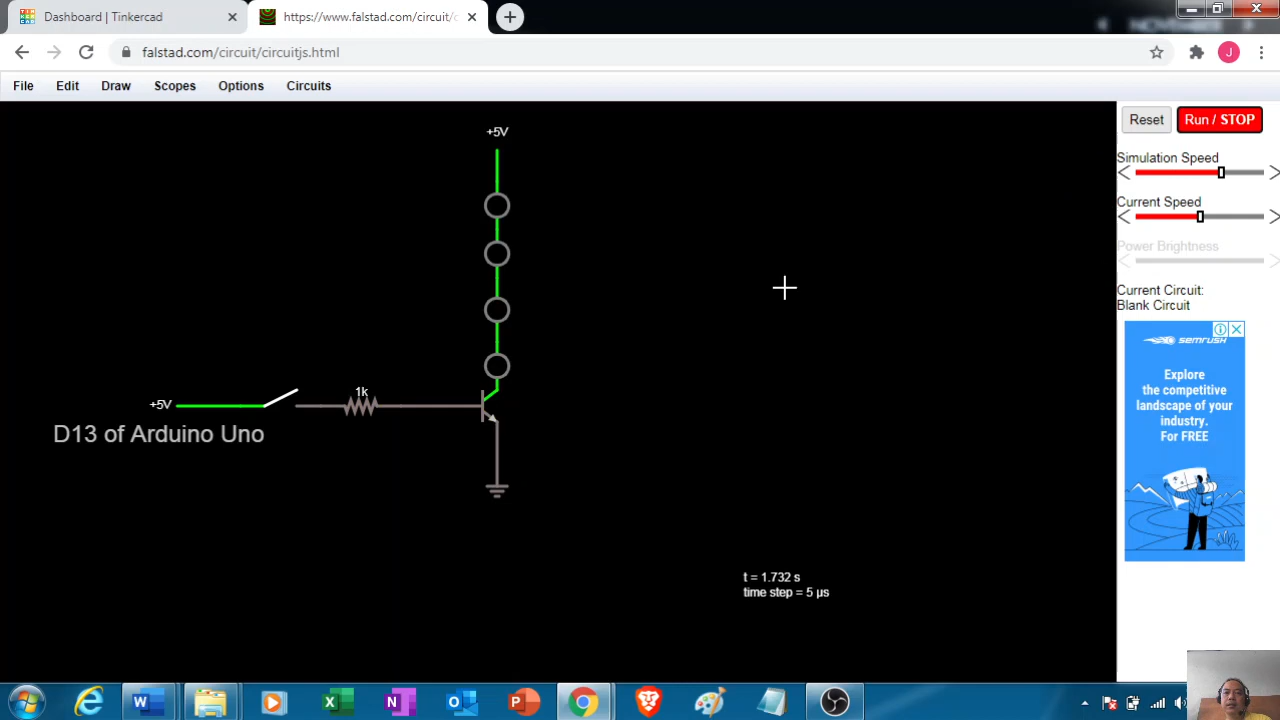 Dashboard | Tinkercad
https://www.falstad.com/circuit/c
falstad.com/circuit/circuitjs.html
J
File Edit Draw Scopes Options Circuits
+5V
+5V
1k
D13 of Arduino Uno
t = 1.732 s
time step = 5 μs
Reset Run / STOP
Simulation Speed
Current Speed
Power Brightness
Current Circuit:
Blank Circuit
SEMRUSH
Explore
the competitive
landscape of your
industry.
For FREE